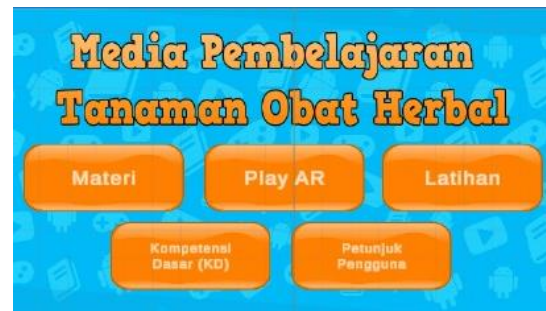 Media Pembelajaran
Tanaman Obat Herbal
Materi
Play AR
Latihan
Kompetensi
Dasar (KD)
Petunjuk
Pengguna